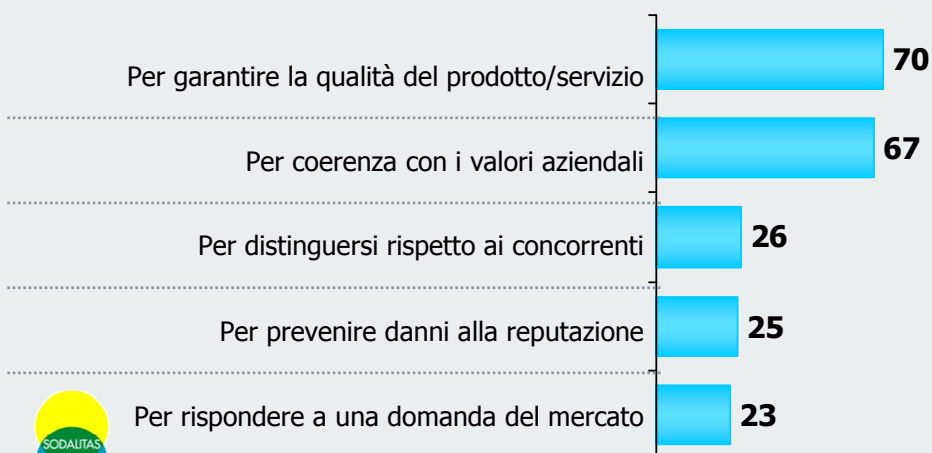 Per garantire la qualità del prodotto/servizio 70
Per coerenza con i valori aziendali 67
Per distinguersi rispetto ai concorrenti 26
Per prevenire danni alla reputazione 25
Per rispondere a una domanda del mercato 23
SODALITAS